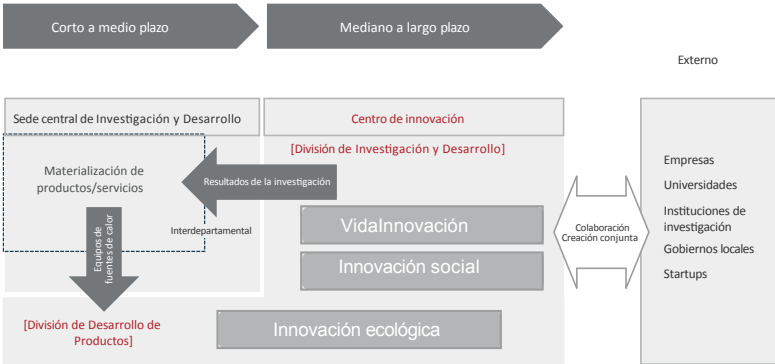 Corto a medio plazo
Mediano a largo plazo
Externo
Sede central de Investigación y Desarrollo
Centro de innovación
[División de Investigación y Desarrollo]
Materialización de
productos/servicios
Resultados de la investigación
Interdepartamental
Equipos de
fuentes de calor
VidaInnovación
Innovación social
Innovación ecológica
[División de Desarrollo de
Productos]
Colaboración
Creación conjunta
Empresas
Universidades
Instituciones de
investigación
Gobiernos locales
Startups